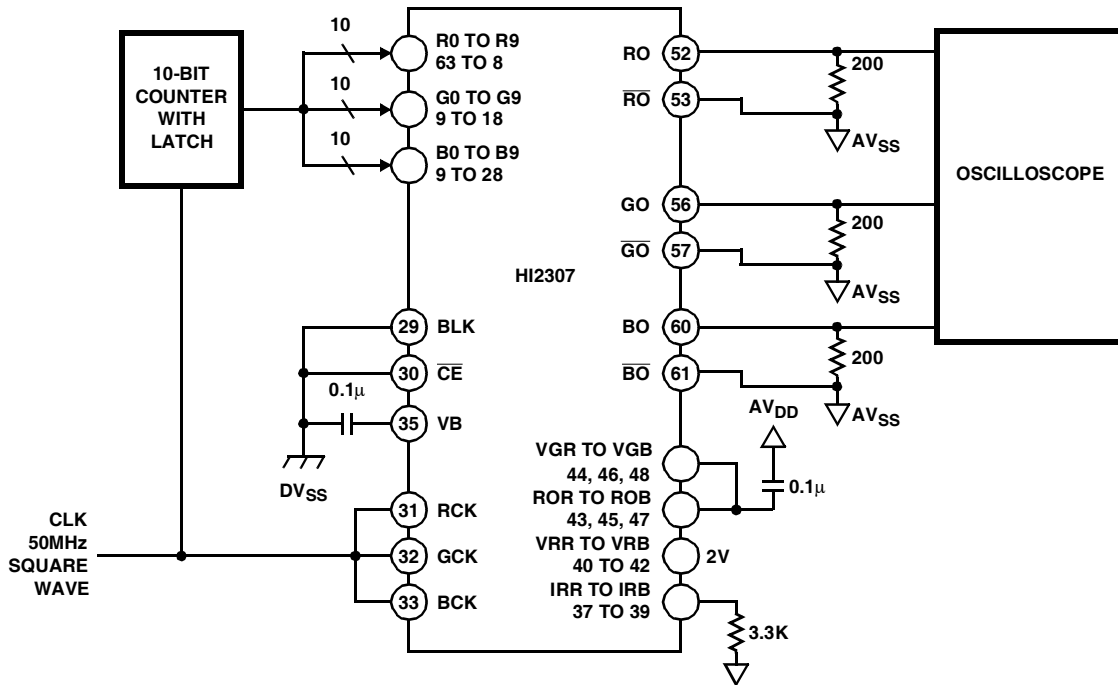 10-BIT
COUNTER
WITH
LATCH
10
10
10
R0 TO R9
63 TO 8
G0 TO G9
9 TO 18
B0 TO B9
9 TO 28
HI2307
29 BLK
30 C̅E̅
0.1μ
35 VB
DVSS
31 RCK
32 GCK
33 BCK
CLK
50MHz
SQUARE
WAVE
RO 52
R̅O̅ 53
200
AVSS
GO 56
G̅O̅ 57
200
AVSS
BO 60
B̅O̅ 61
200
AVSS
OSCILLOSCOPE
AVDD
0.1μ
VGR TO VGB
44, 46, 48
ROR TO ROB
43, 45, 47
VRR TO VRB
40 TO 42
2V
IRR TO IRB
37 TO 39
3.3K